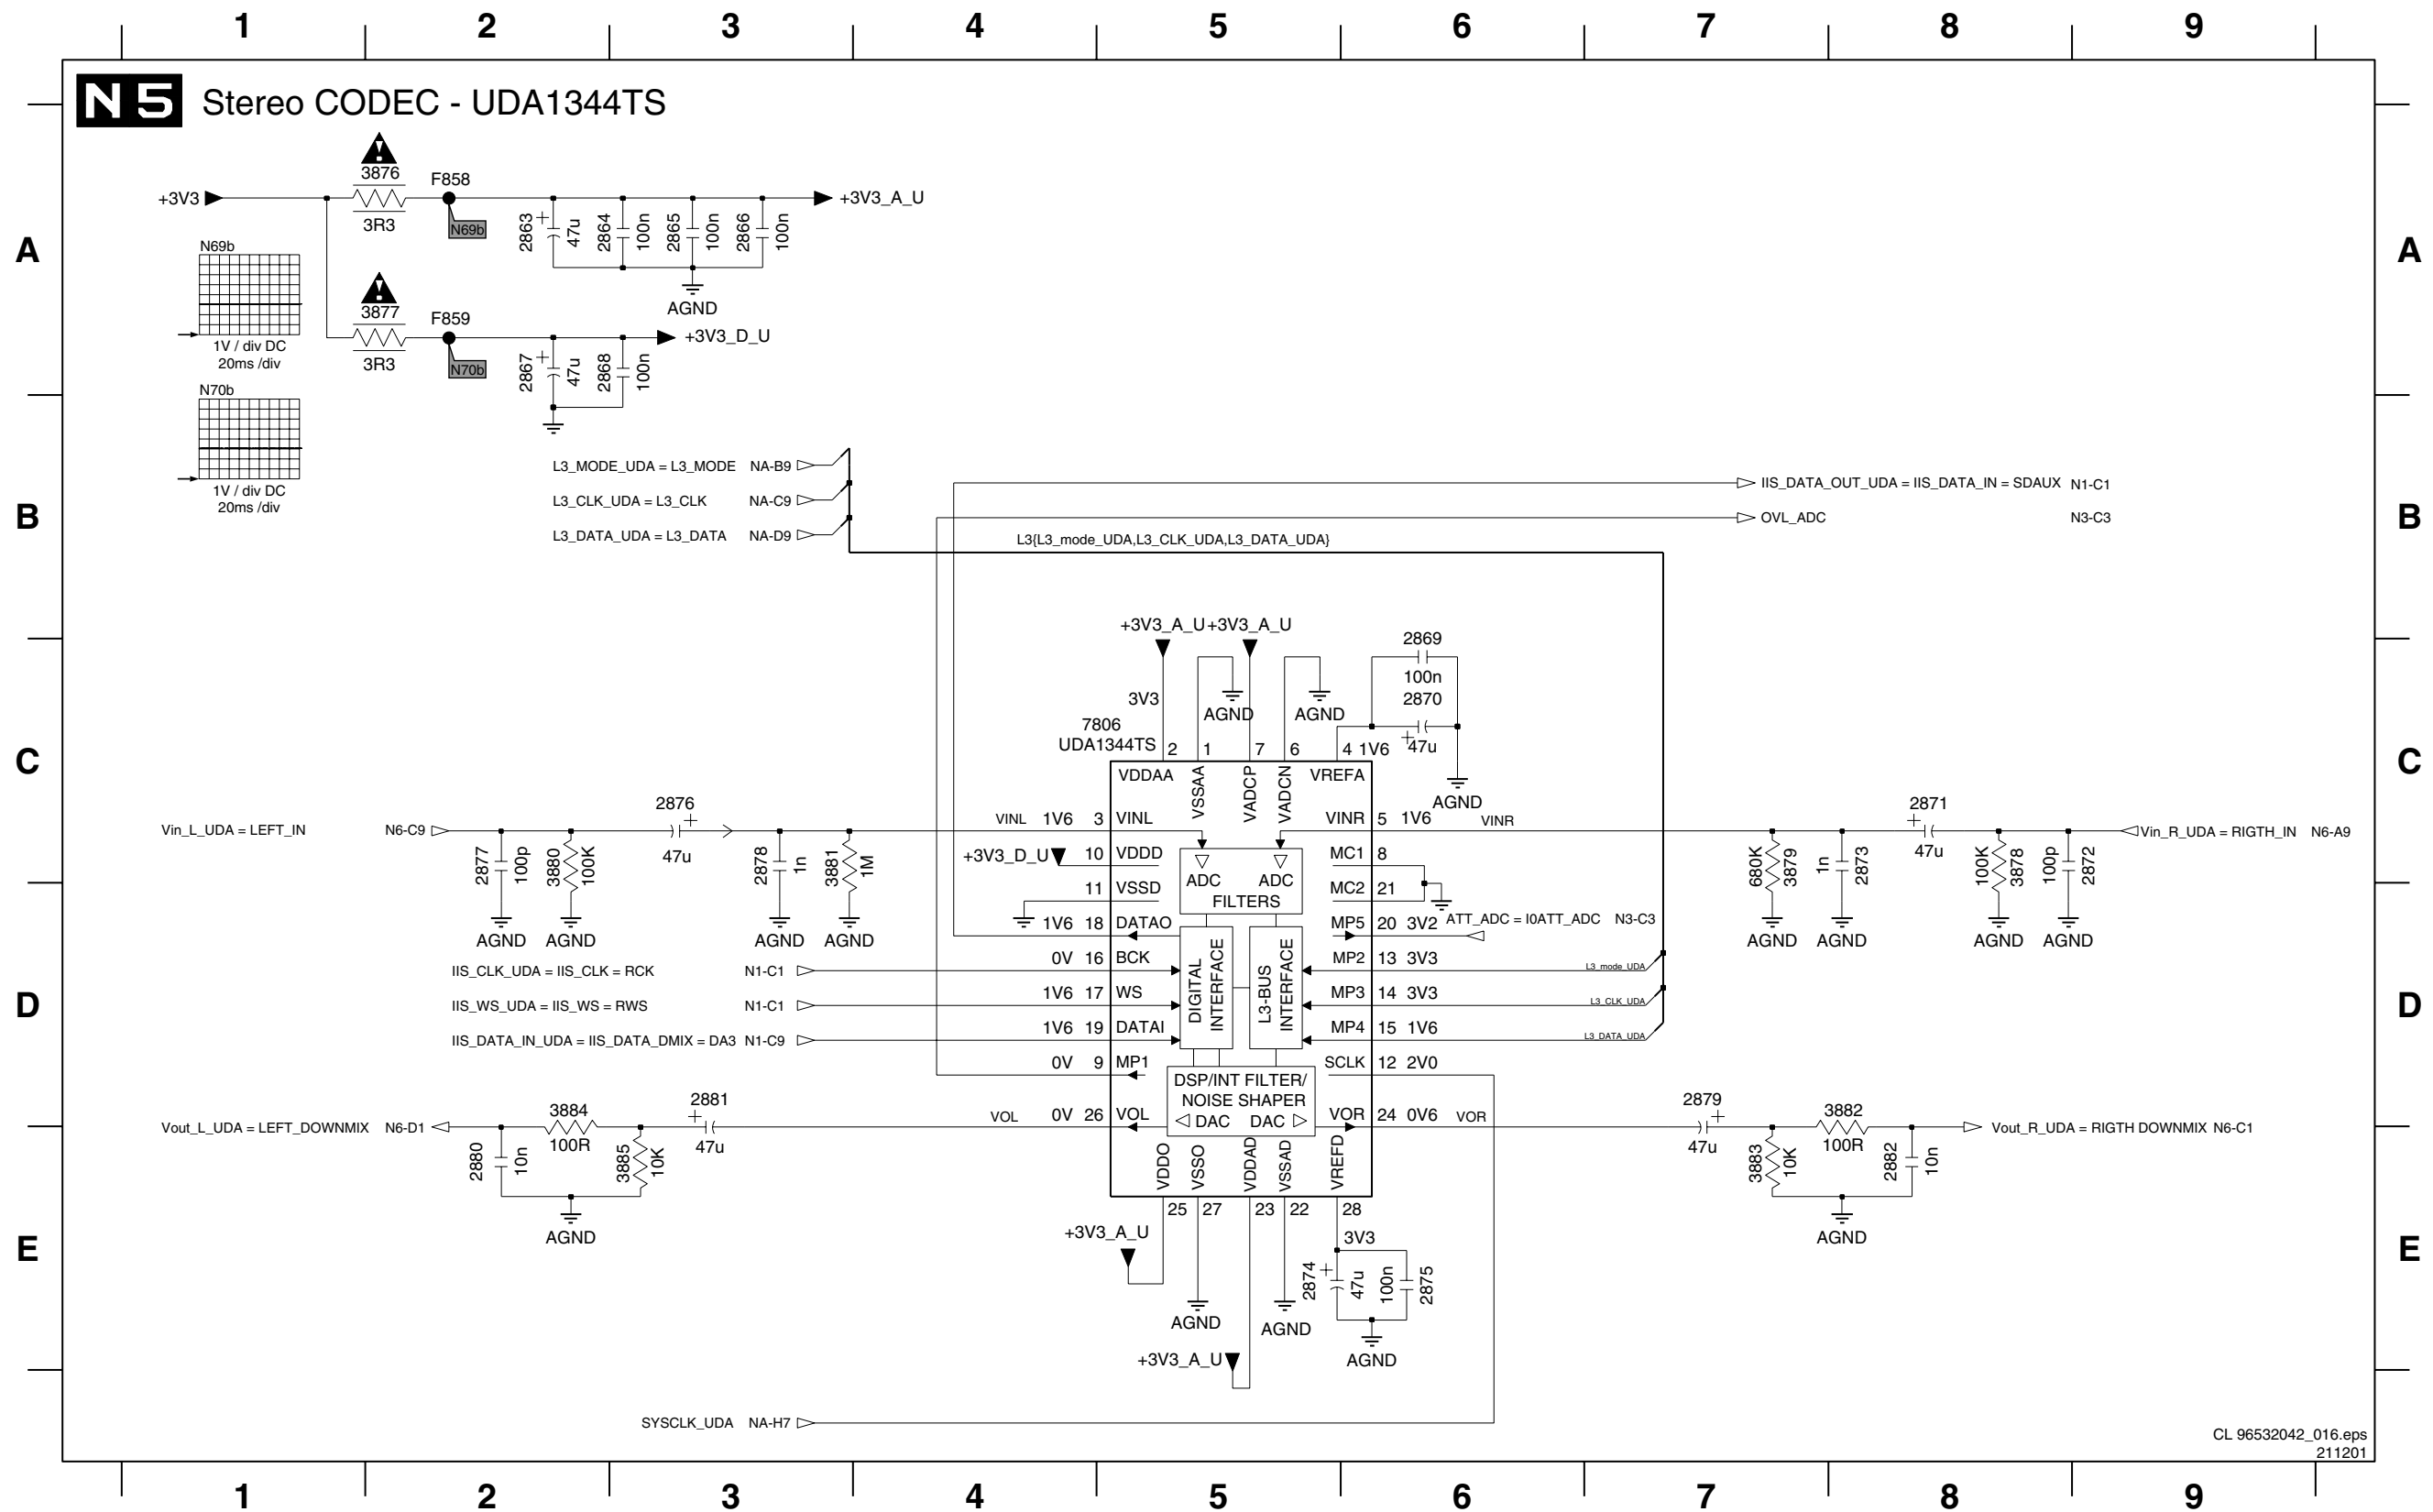 1 2 3 4 5 6 7 8 9
N 5 Stereo CODEC - UDA1344TS
3876
F858
+3V3
+3V3_A_U
3R3
N69b
2863
47u
2864
100n
2865
100n
2866
100n
A
A
N69b
AGND
3877
F859
+3V3_D_U
1V / div DC
20ms /div
3R3
N70b
2867
47u
2868
100n
N70b
1V / div DC
20ms /div
L3_MODE_UDA = L3_MODE NA-B9
L3_CLK_UDA = L3_CLK NA-C9
L3_DATA_UDA = L3_DATA NA-D9
IIS_DATA_OUT_UDA = IIS_DATA_IN = SDAUX N1-C1
OVL_ADC N3-C3
B
B
L3{L3_mode_UDA,L3_CLK_UDA,L3_DATA_UDA}
+3V3_A_U +3V3_A_U
2869
100n
3V3
2870
AGND
AGND
7806
UDA1344TS
2 1 7 6 4 1V6
47u
C
C
VDDAA
VSSAA
VADCP
VADCN
VREFA
AGND
2876
2871
Vin_L_UDA = LEFT_IN N6-C9
VINL 1V6 3 VINL
VINR 5 1V6 VINR
Vin_R_UDA = RIGTH_IN N6-A9
47u
47u
2877
100p
3880
100K
2878
1n
3881
1M
+3V3_D_U 10 VDDD
MC1 8
680K
3879
1n
2873
100K
3878
100p
2872
ADC ADC
FILTERS
11 VSSD
MC2 21
1V6 18 DATAO
MP5 20 3V2 ATT_ADC = I0ATT_ADC N3-C3
AGND AGND AGND AGND
AGND AGND AGND AGND
IIS_CLK_UDA = IIS_CLK = RCK N1-C1
0V 16 BCK
MP2 13 3V3 L3_mode_UDA
DIGITAL
INTERFACE
L3-BUS
INTERFACE
D
D
IIS_WS_UDA = IIS_WS = RWS N1-C1
1V6 17 WS
MP3 14 3V3 L3_CLK_UDA
IIS_DATA_IN_UDA = IIS_DATA_DMIX = DA3 N1-C9
1V6 19 DATAI
MP4 15 1V6 L3_DATA_UDA
0V 9 MP1
SCLK 12 2V0
DSP/INT FILTER/
NOISE SHAPER
DAC DAC
3884
2881
2879
3882
Vout_L_UDA = LEFT_DOWNMIX N6-D1
VOL 0V 26 VOL
VOR 24 0V6 VOR
Vout_R_UDA = RIGTH DOWNMIX N6-C1
100R
47u
47u
100R
2880
10n
3885
10K
3883
10K
2882
10n
VDDO
VSSO
VDDAD
VSSAD
VREFD
25 27 23 22 28
AGND
AGND
+3V3_A_U
3V3
E
E
2874
47u
100n
2875
AGND
AGND
AGND
+3V3_A_U
SYSCLK_UDA NA-H7
CL 96532042_016.eps
211201
1 2 3 4 5 6 7 8 9